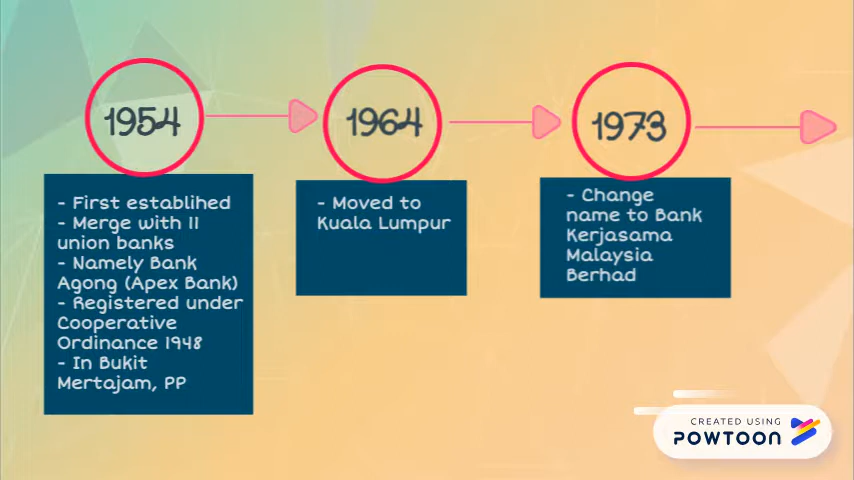 1954
- First establihed
- Merge with 11
union banks
- Namely Bank
Agong (Apex Bank)
- Registered under
Cooperative
Ordinance 1948
- In Bukit
Mertajam, PP
1964
- Moved to
Kuala Lumpur
1973
- Change
name to Bank
Kerjasama
Malaysia
Berhad
CREATED USING
POWTOON